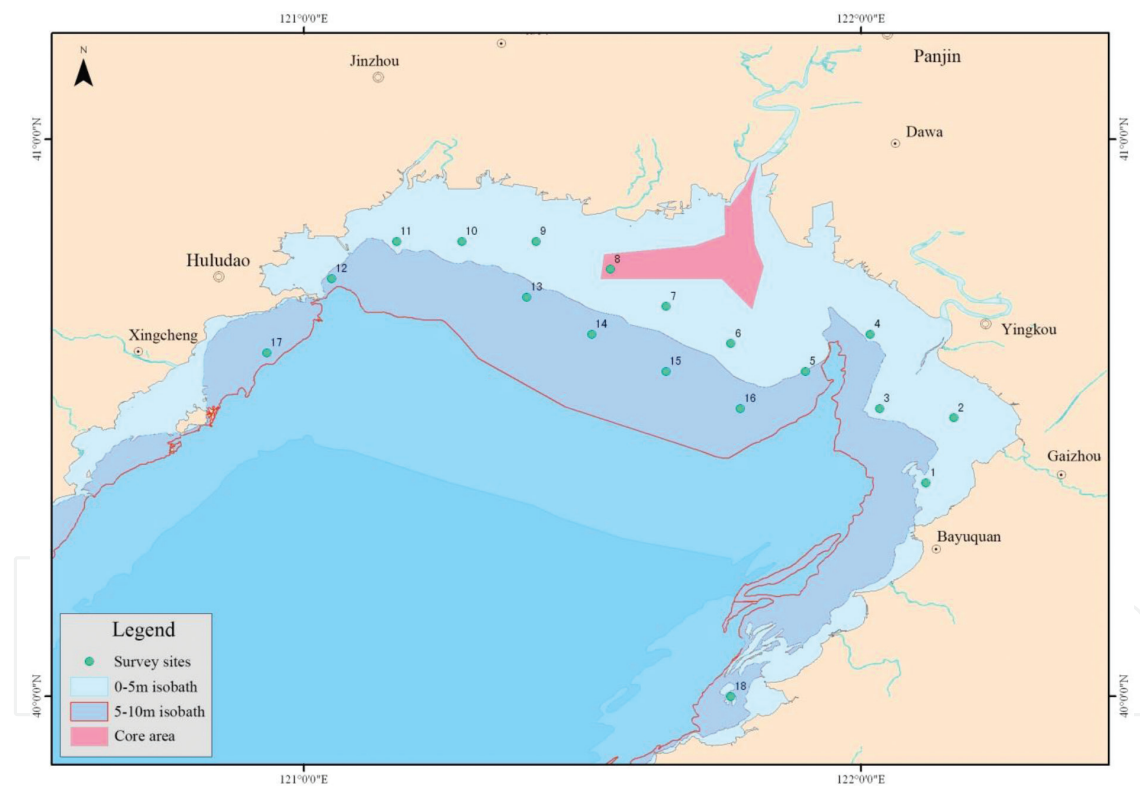 121°0'0"E
122°0'0"E
N
Jinzhou
Panjin
41°0'0"N
41°0'0"N
Dawa
11
10
9
Huludao
8
12
13
7
Xingcheng
14
6
4
Yingkou
17
15
5
16
3
2
Gaizhou
1
Bayuquan
Legend
Survey sites
0-5m isobath
5-10m isobath
Core area
18
40°0'0"N
40°0'0"N
121°0'0"E
122°0'0"E